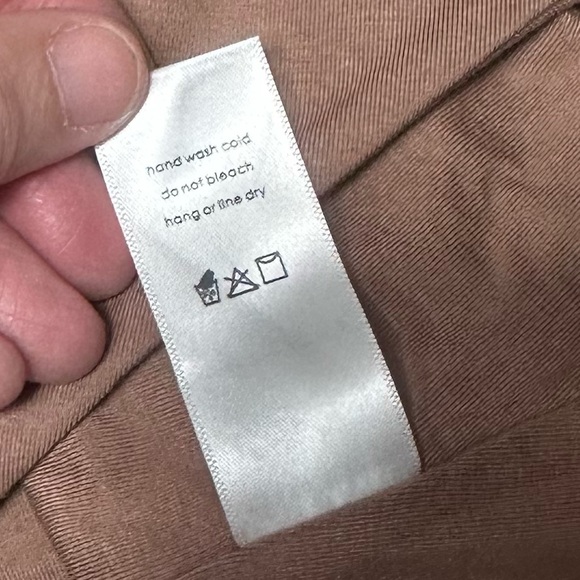 hand wash cold
do not bleach
hang or line dry